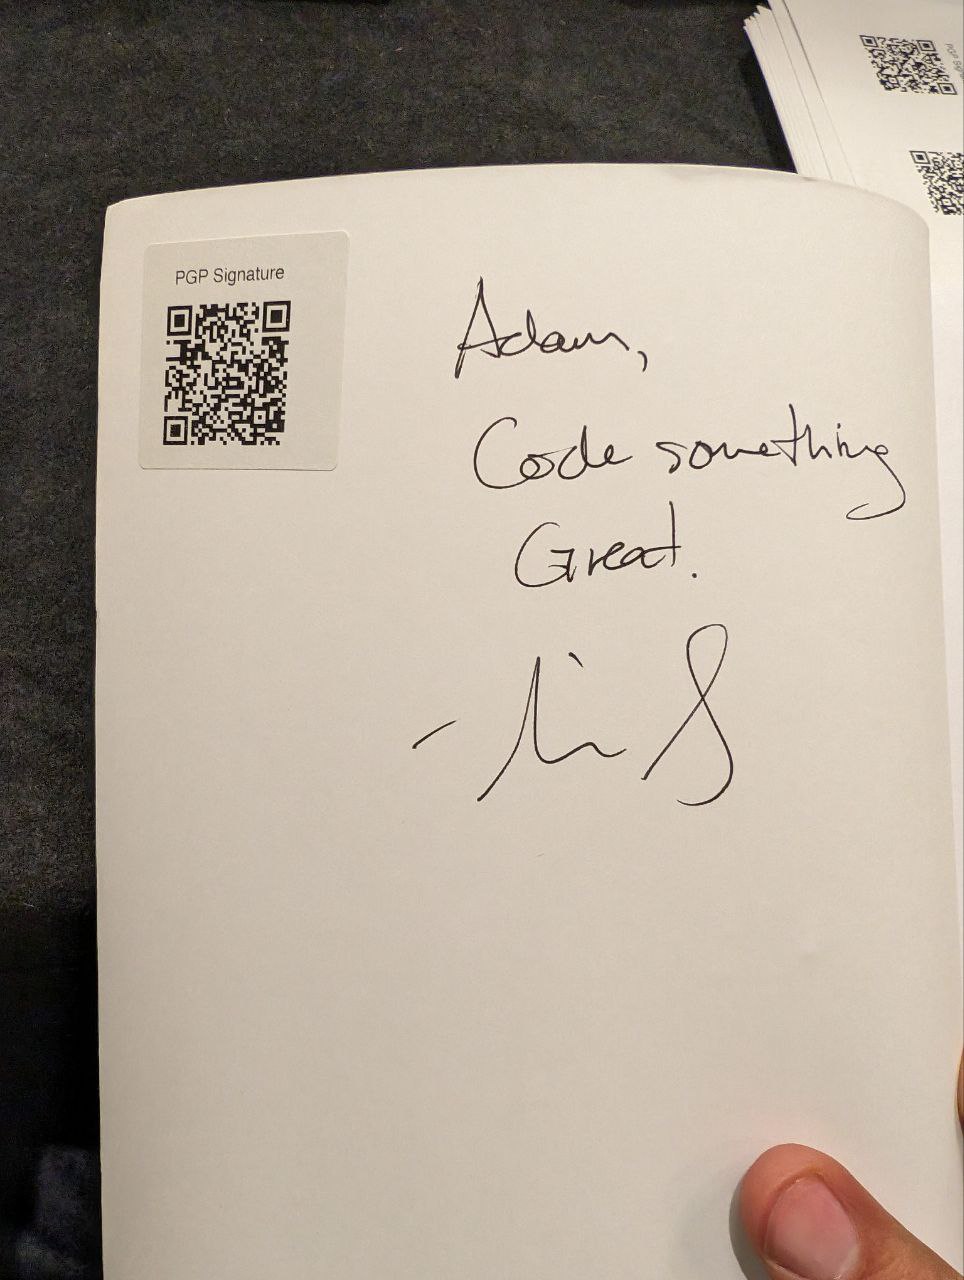 PGP Signature
Adam,
Code something
Great.